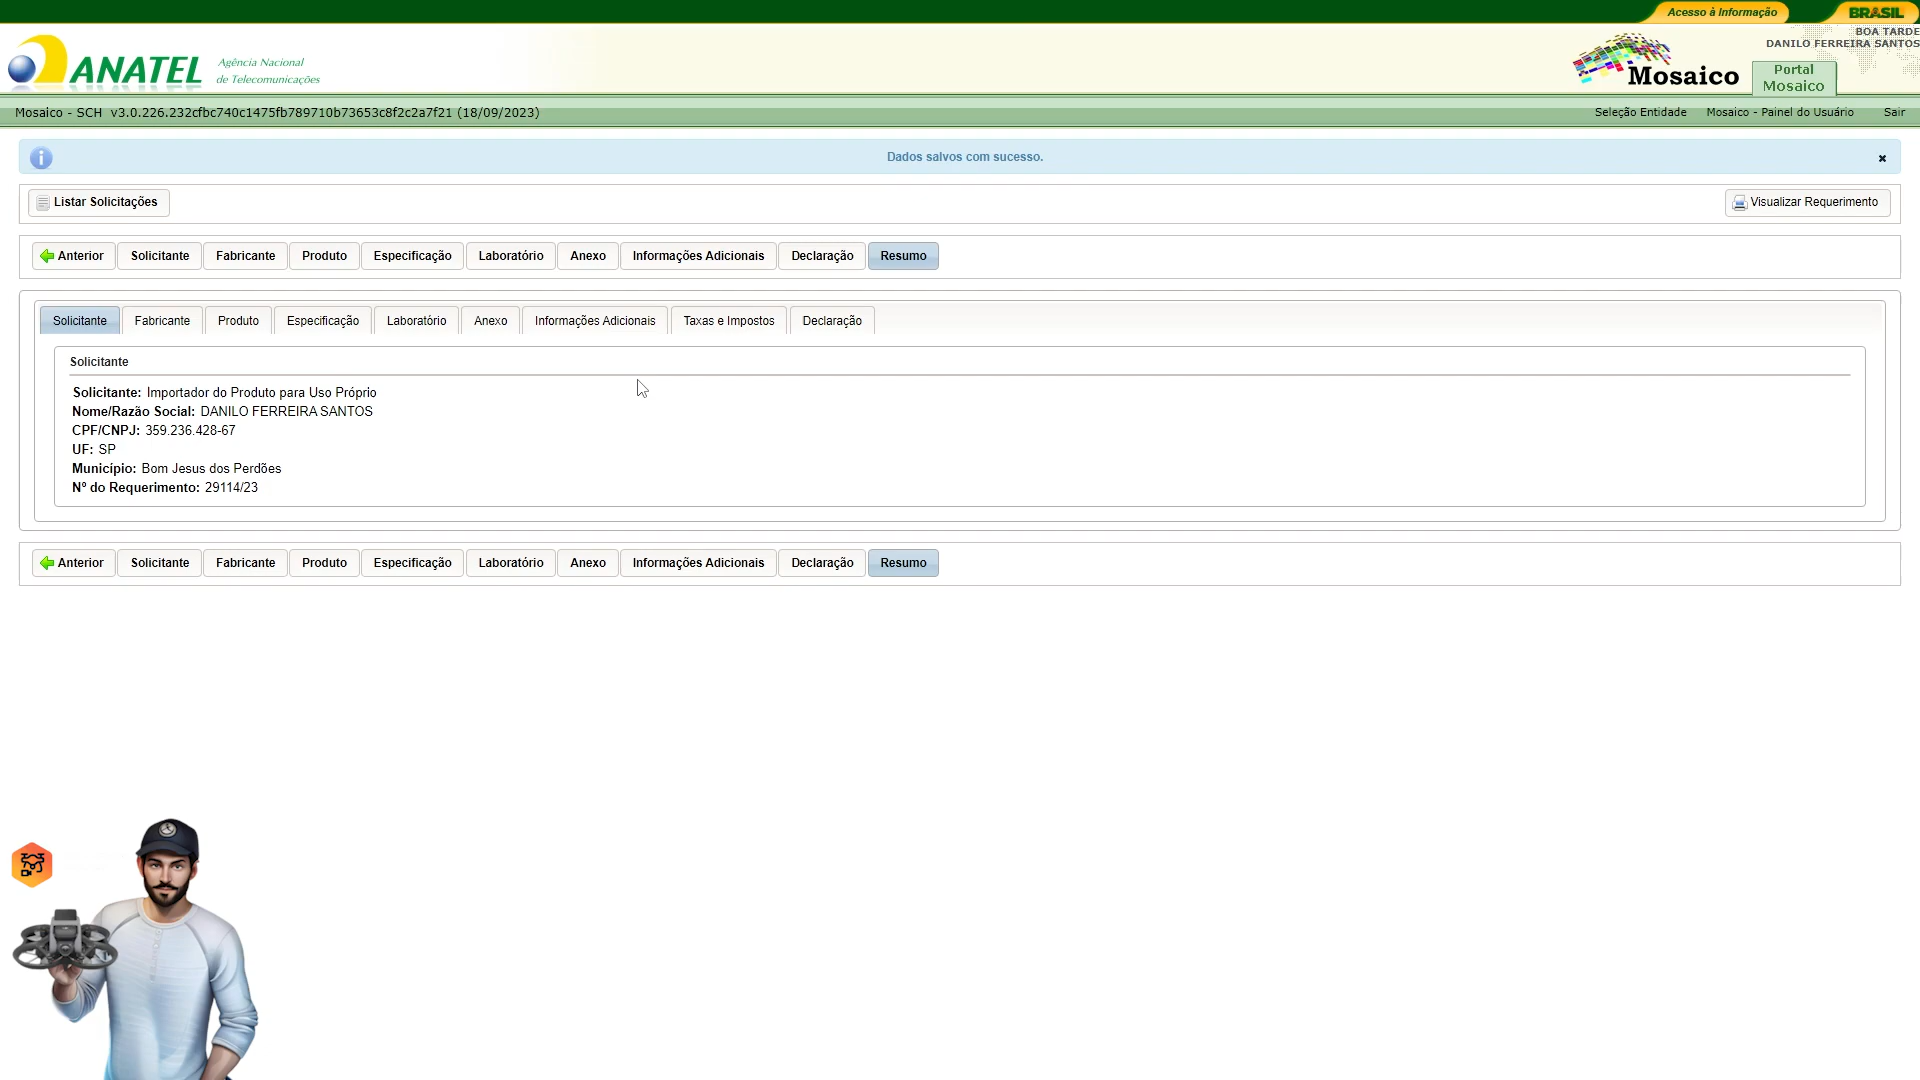 Acesso à Informação
BRASIL
BOA TARDE
DANILO FERREIRA SANTOS
ANATEL
Agência Nacional
de Telecomunicações
Mosaico
Portal
Mosaico
Mosaico - SCH v3.0.226.232cfbc740c1475fb789710b73653c8f2c2a7f21 (18/09/2023)
Seleção Entidade Mosaico - Painel do Usuário Sair
Dados salvos com sucesso.
Listar Solicitações
Visualizar Requerimento
Anterior Solicitante Fabricante Produto Especificação Laboratório Anexo Informações Adicionais Declaração Resumo
Solicitante Fabricante Produto Especificação Laboratório Anexo Informações Adicionais Taxas e Impostos Declaração
Solicitante
Solicitante: Importador do Produto para Uso Próprio
Nome/Razão Social: DANILO FERREIRA SANTOS
CPF/CNPJ: 359.236.428-67
UF: SP
Município: Bom Jesus dos Perdões
Nº do Requerimento: 29114/23
Anterior Solicitante Fabricante Produto Especificação Laboratório Anexo Informações Adicionais Declaração Resumo